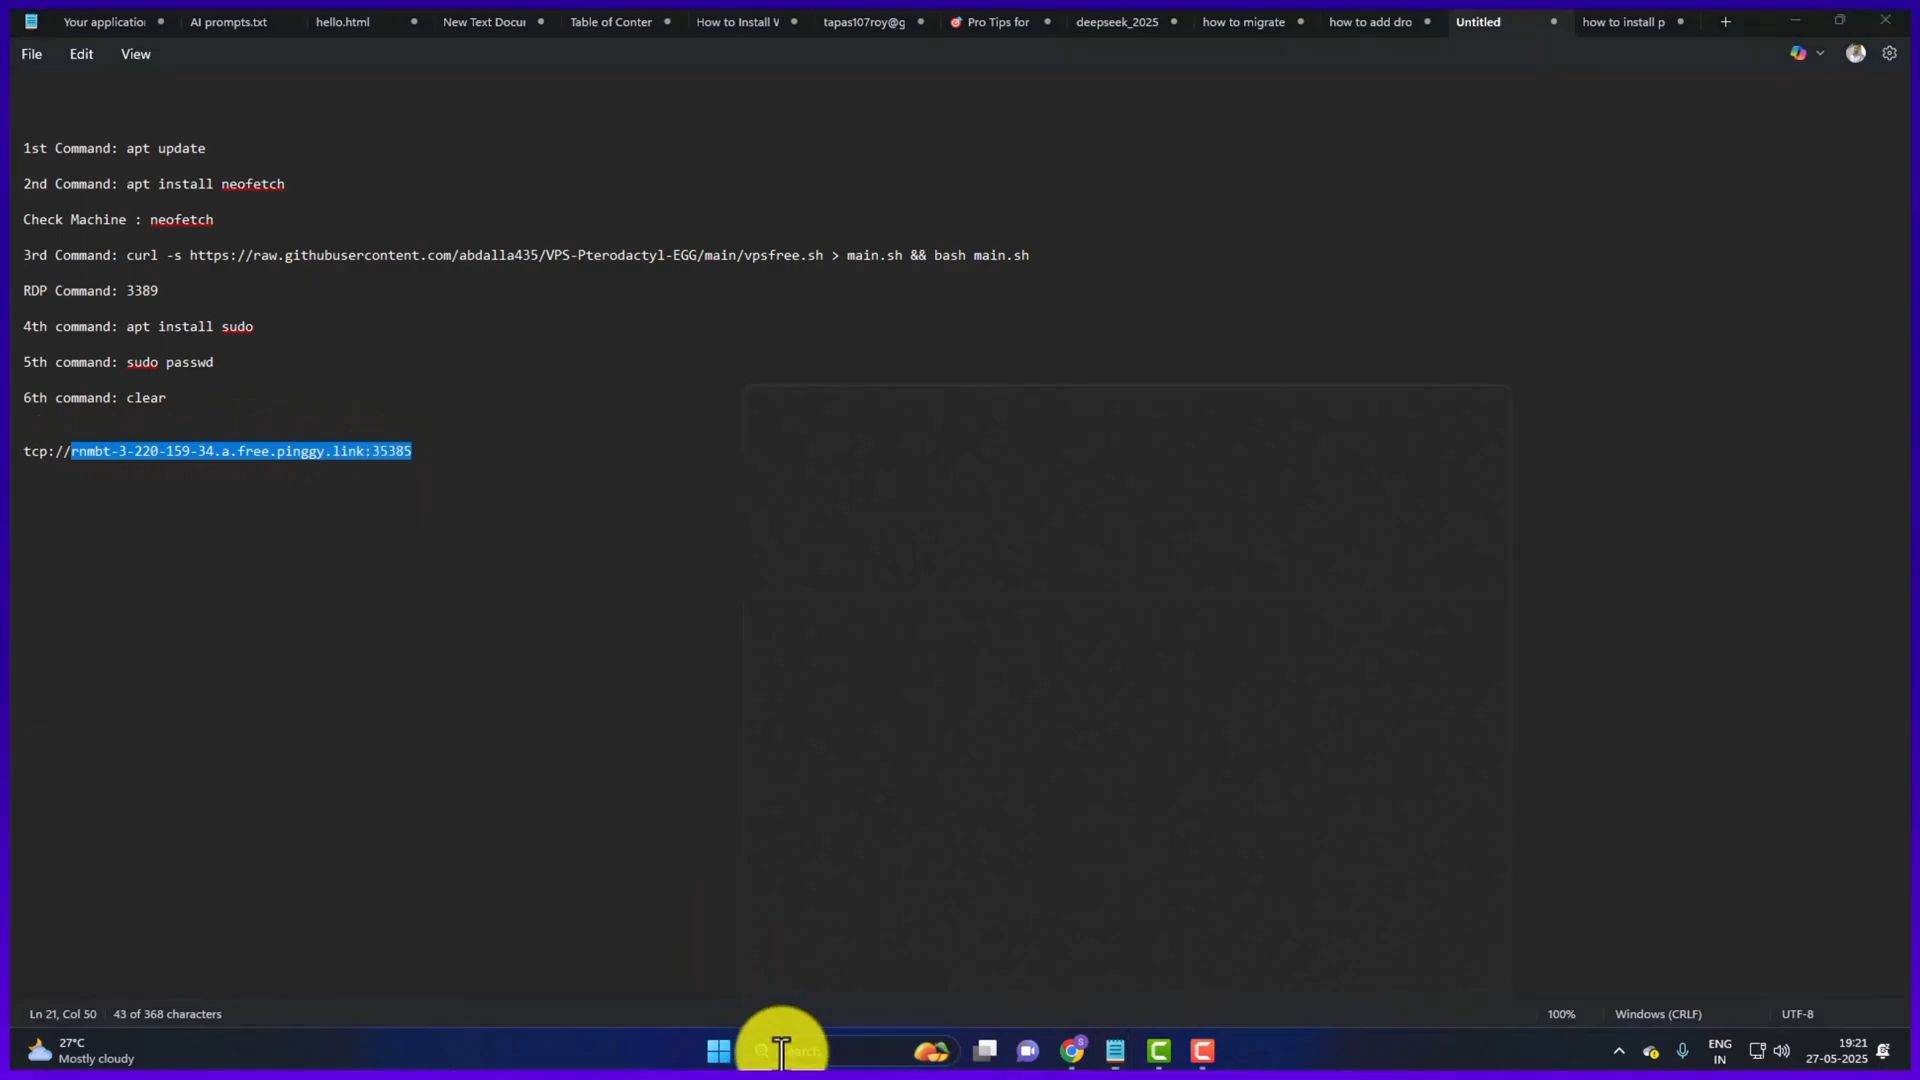 Your application
AI prompts.txt
hello.html
New Text Docu
Table of Conter
How to Install V
tapas107roy@g
Pro Tips for
deepseek_2025
how to migrate
how to add dro
Untitled
how to install p
File Edit View
1st Command: apt update
2nd Command: apt install neofetch
Check Machine : neofetch
3rd Command: curl -s https://raw.githubusercontent.com/abdalla435/VPS-Pterodactyl-EGG/main/vpsfree.sh > main.sh && bash main.sh
RDP Command: 3389
4th command: apt install sudo
5th command: sudo passwd
6th command: clear
tcp://rnmbt-3-220-159-34.a.free.pinggy.link:35385
Ln 21, Col 50 43 of 368 characters 100% Windows (CRLF) UTF-8
27°C
Mostly cloudy
ENG
IN
19:21
27-05-2025